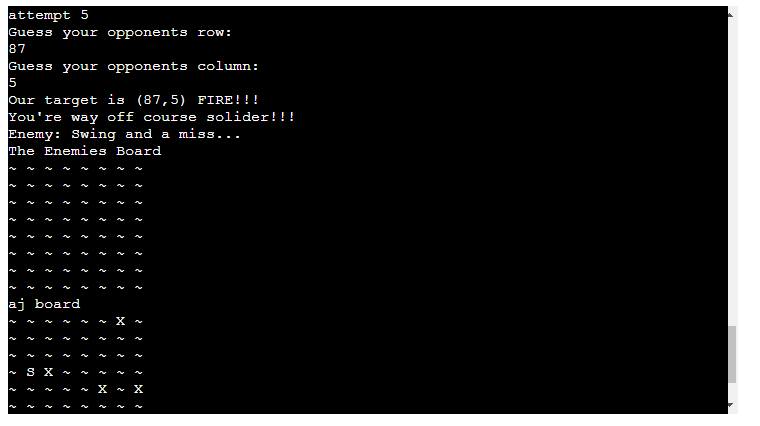 attempt 5
Guess your opponents row:
87
Guess your opponents column:
5
Our target is (87,5) FIRE!!!
You're way off course solider!!!
Enemy: Swing and a miss...
The Enemies Board
~ ~ ~ ~ ~ ~ ~ ~
~ ~ ~ ~ ~ ~ ~ ~
~ ~ ~ ~ ~ ~ ~ ~
~ ~ ~ ~ ~ ~ ~ ~
~ ~ ~ ~ ~ ~ ~ ~
~ ~ ~ ~ ~ ~ ~ ~
~ ~ ~ ~ ~ ~ ~ ~
~ ~ ~ ~ ~ ~ ~ ~
aj board
~ ~ ~ ~ ~ ~ X ~
~ ~ ~ ~ ~ ~ ~ ~
~ ~ ~ ~ ~ ~ ~ ~
~ S X ~ ~ ~ ~ ~
~ ~ ~ ~ ~ X ~ X
~ ~ ~ ~ ~ ~ ~ ~